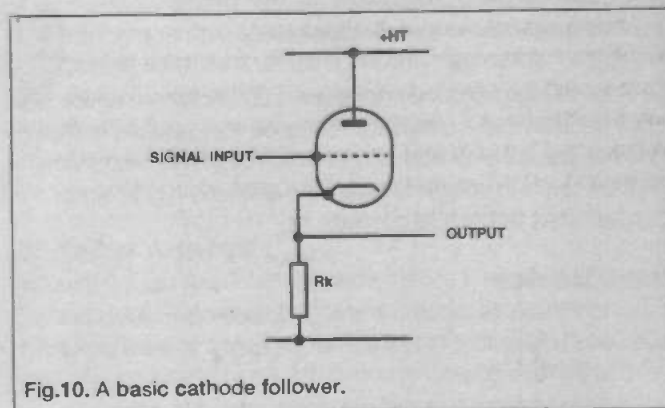 +HT
SIGNAL INPUT
OUTPUT
Rk
Fig.10. A basic cathode follower.